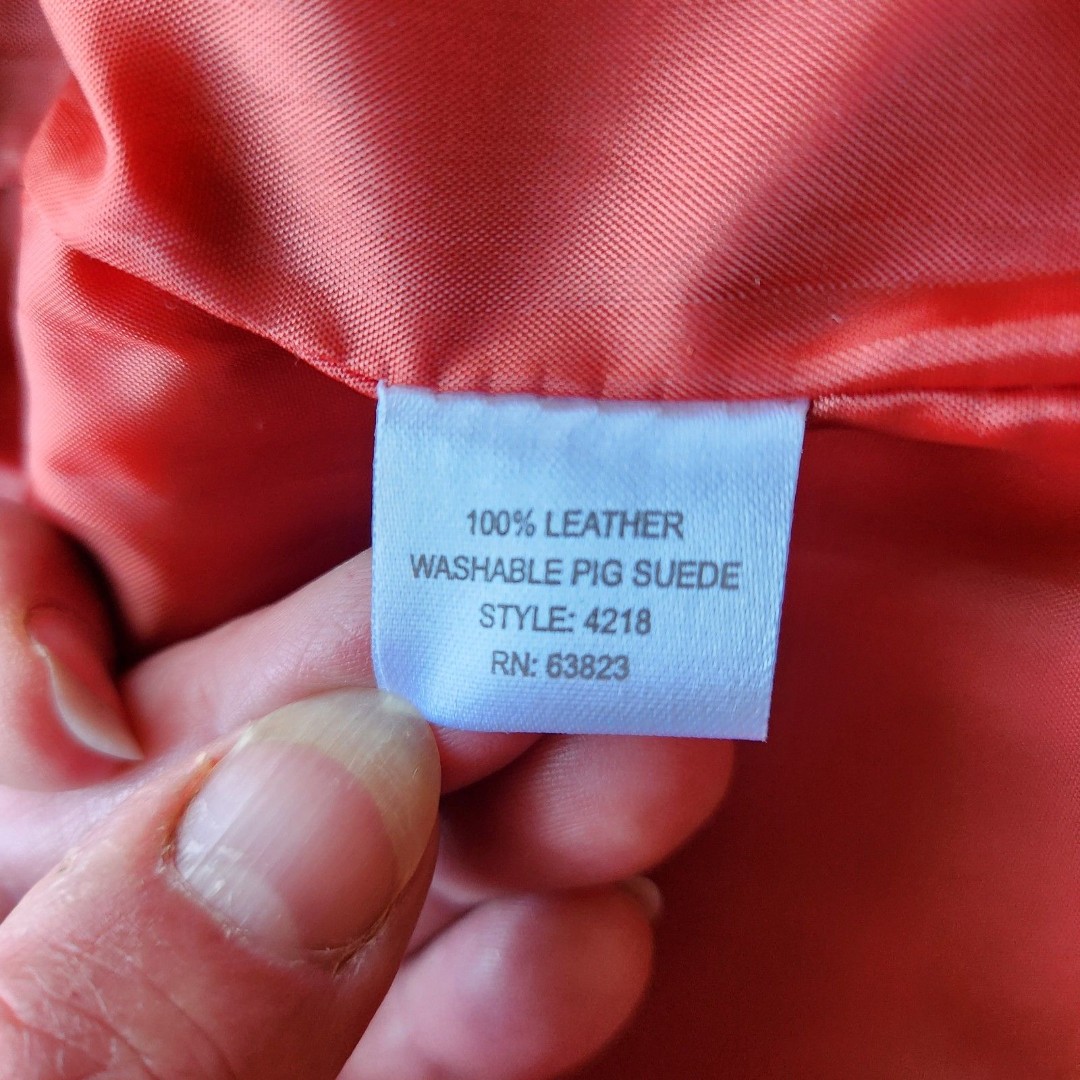 100% LEATHER
WASHABLE PIG SUEDE
STYLE: 4218
RN: 63823